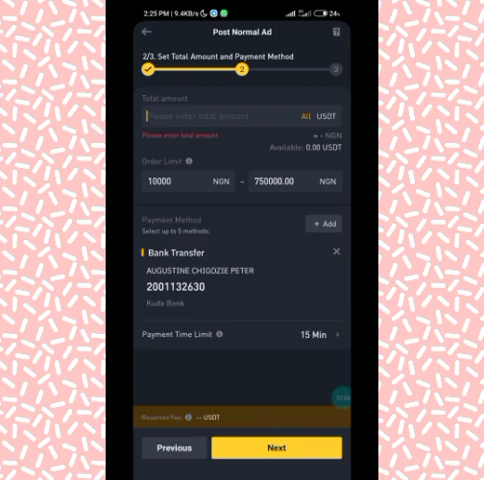 2:25 PM | 9.4KB/s
24%
Post Normal Ad
2/3. Set Total Amount and Payment Method
2
3
Total amount
Please enter total amount
All USDT
Please enter total amount
-- NGN
Available: 0.00 USDT
Order Limit
10000 NGN ~ 750000.00 NGN
Payment Method
+ Add
Select up to 5 methods.
Bank Transfer
AUGUSTINE CHIGOZIE PETER
2001132630
Kuda Bank
Payment Time Limit
15 Min
Reserved Fee -- USDT
Previous
Next